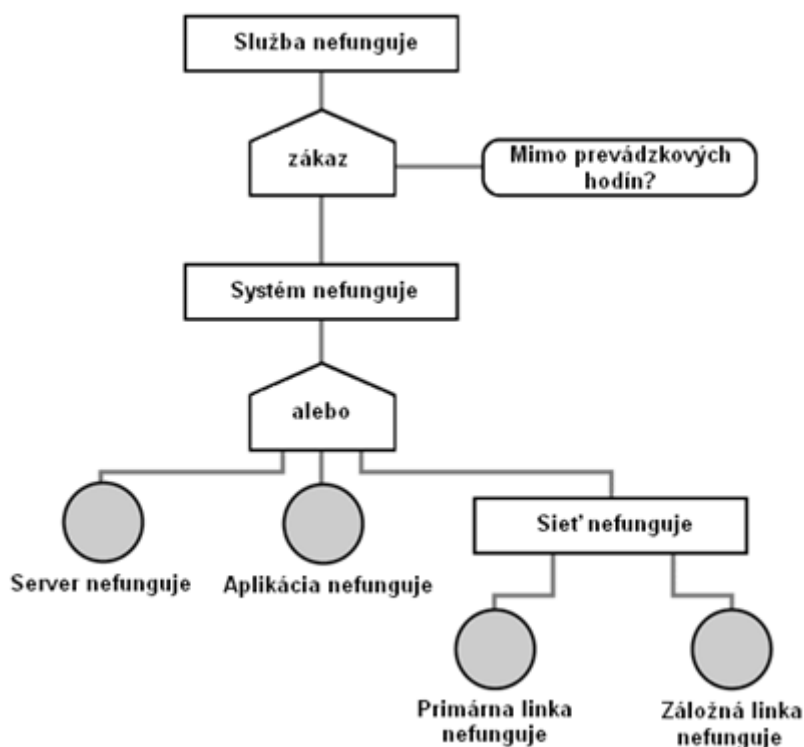 Služba nefunguje
zákaz
Mimo prevádzkových
hodín?
Systém nefunguje
alebo
Server nefunguje
Aplikácia nefunguje
Sieť nefunguje
Primárna linka
nefunguje
Záložná linka
nefunguje